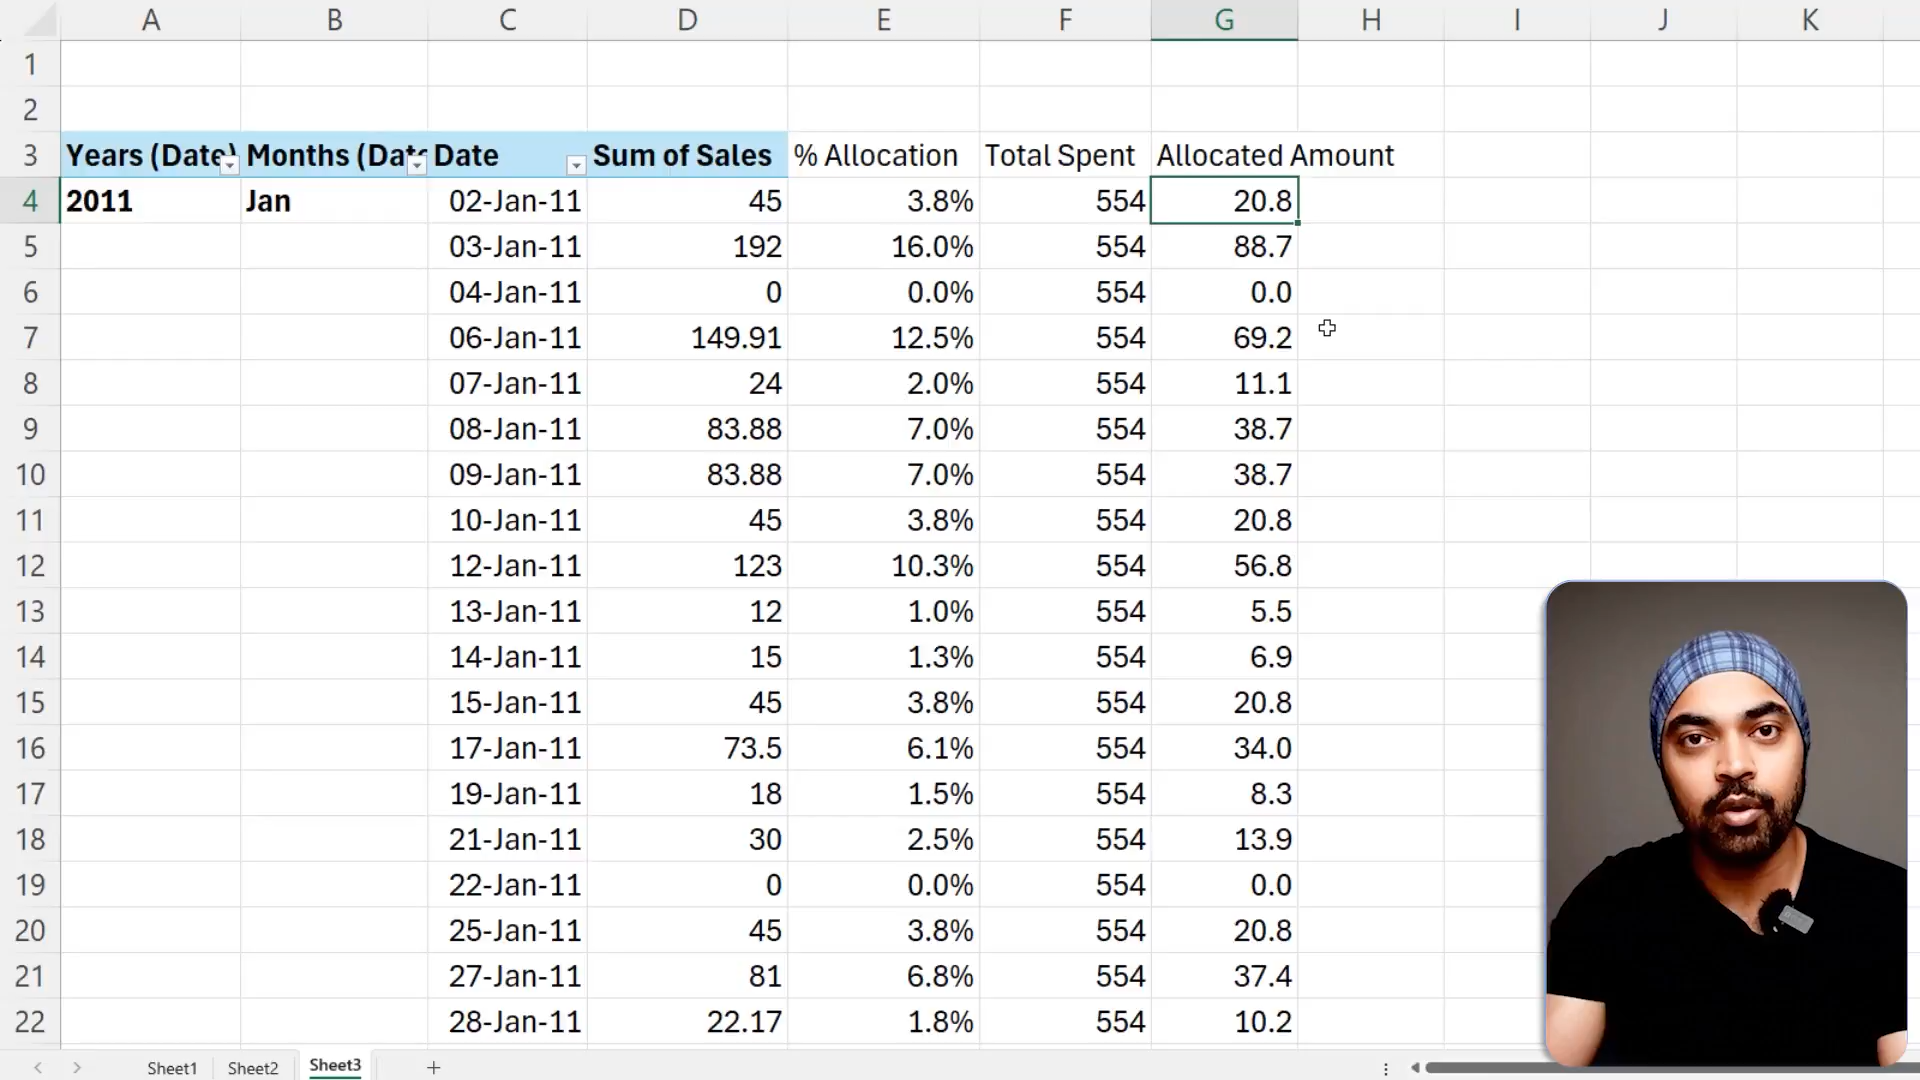 A B C D E F G H I J K
1
2
3 Years (Date) Months (Date Date Sum of Sales % Allocation Total Spent Allocated Amount
4 2011 Jan 02-Jan-11 45 3.8% 554 20.8
5 03-Jan-11 192 16.0% 554 88.7
6 04-Jan-11 0 0.0% 554 0.0
7 06-Jan-11 149.91 12.5% 554 69.2
8 07-Jan-11 24 2.0% 554 11.1
9 08-Jan-11 83.88 7.0% 554 38.7
10 09-Jan-11 83.88 7.0% 554 38.7
11 10-Jan-11 45 3.8% 554 20.8
12 12-Jan-11 123 10.3% 554 56.8
13 13-Jan-11 12 1.0% 554 5.5
14 14-Jan-11 15 1.3% 554 6.9
15 15-Jan-11 45 3.8% 554 20.8
16 17-Jan-11 73.5 6.1% 554 34.0
17 19-Jan-11 18 1.5% 554 8.3
18 21-Jan-11 30 2.5% 554 13.9
19 22-Jan-11 0 0.0% 554 0.0
20 25-Jan-11 45 3.8% 554 20.8
21 27-Jan-11 81 6.8% 554 37.4
22 28-Jan-11 22.17 1.8% 554 10.2
Sheet1 Sheet2 Sheet3 +